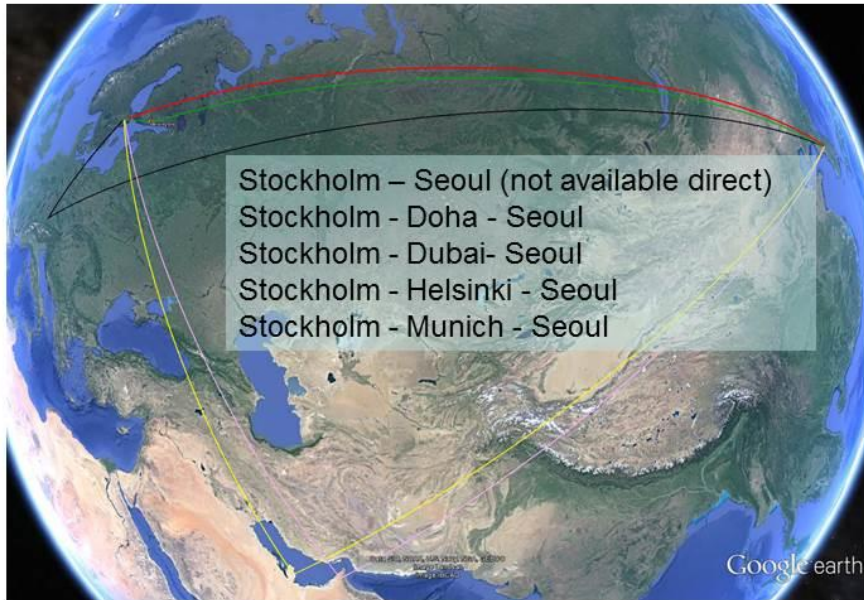 Stockholm – Seoul (not available direct)
Stockholm - Doha - Seoul
Stockholm - Dubai- Seoul
Stockholm - Helsinki - Seoul
Stockholm - Munich - Seoul
Google earth